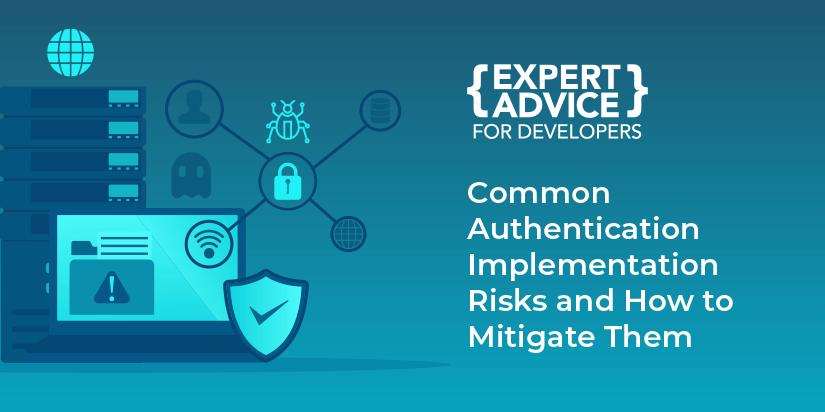 { EXPERT
ADVICE }
FOR DEVELOPERS
Common
Authentication
Implementation
Risks and How to
Mitigate Them